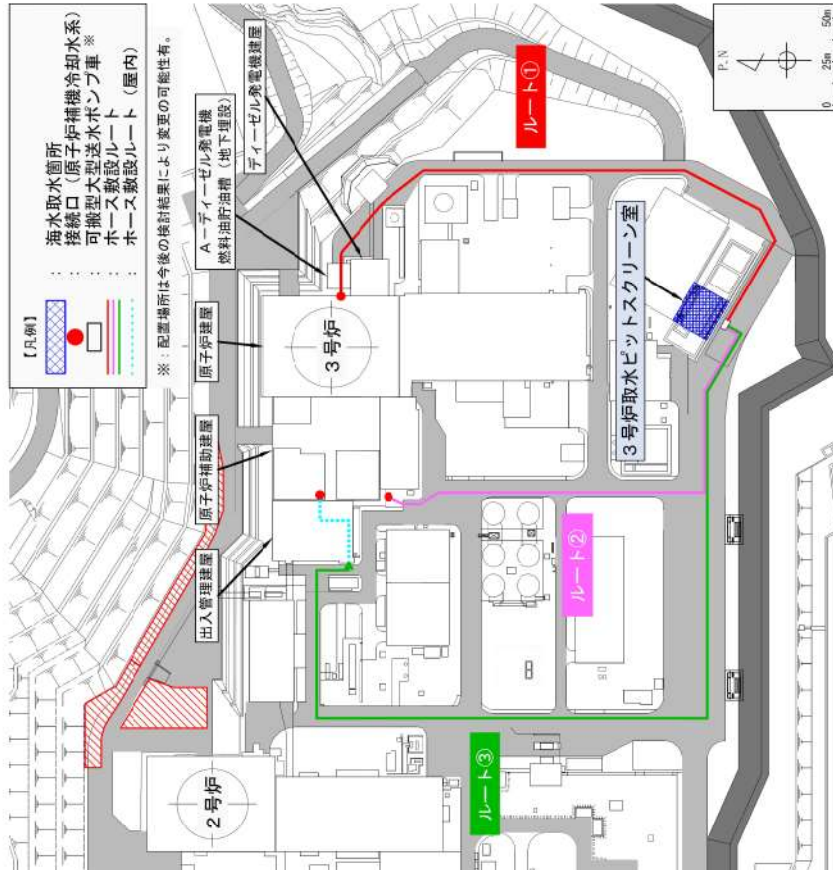 【凡例】
: 海水取水箇所
: 接続口(原子炉補機冷却水系)
: 可搬型大型送水ポンプ車 ※
: ホース敷設ルート
: ホース敷設ルート(屋内)
※:配置場所は今後の検討結果により変更の可能性有。
出入管理建屋
原子炉補助建屋
原子炉建屋
A-ディーゼル発電機
燃料油貯油槽(地下埋設)
ディーゼル発電機建屋
2号炉
3号炉
ルート①
ルート②
ルート③
3号炉取水ピットスクリーン室
P.N
0 25m 50m